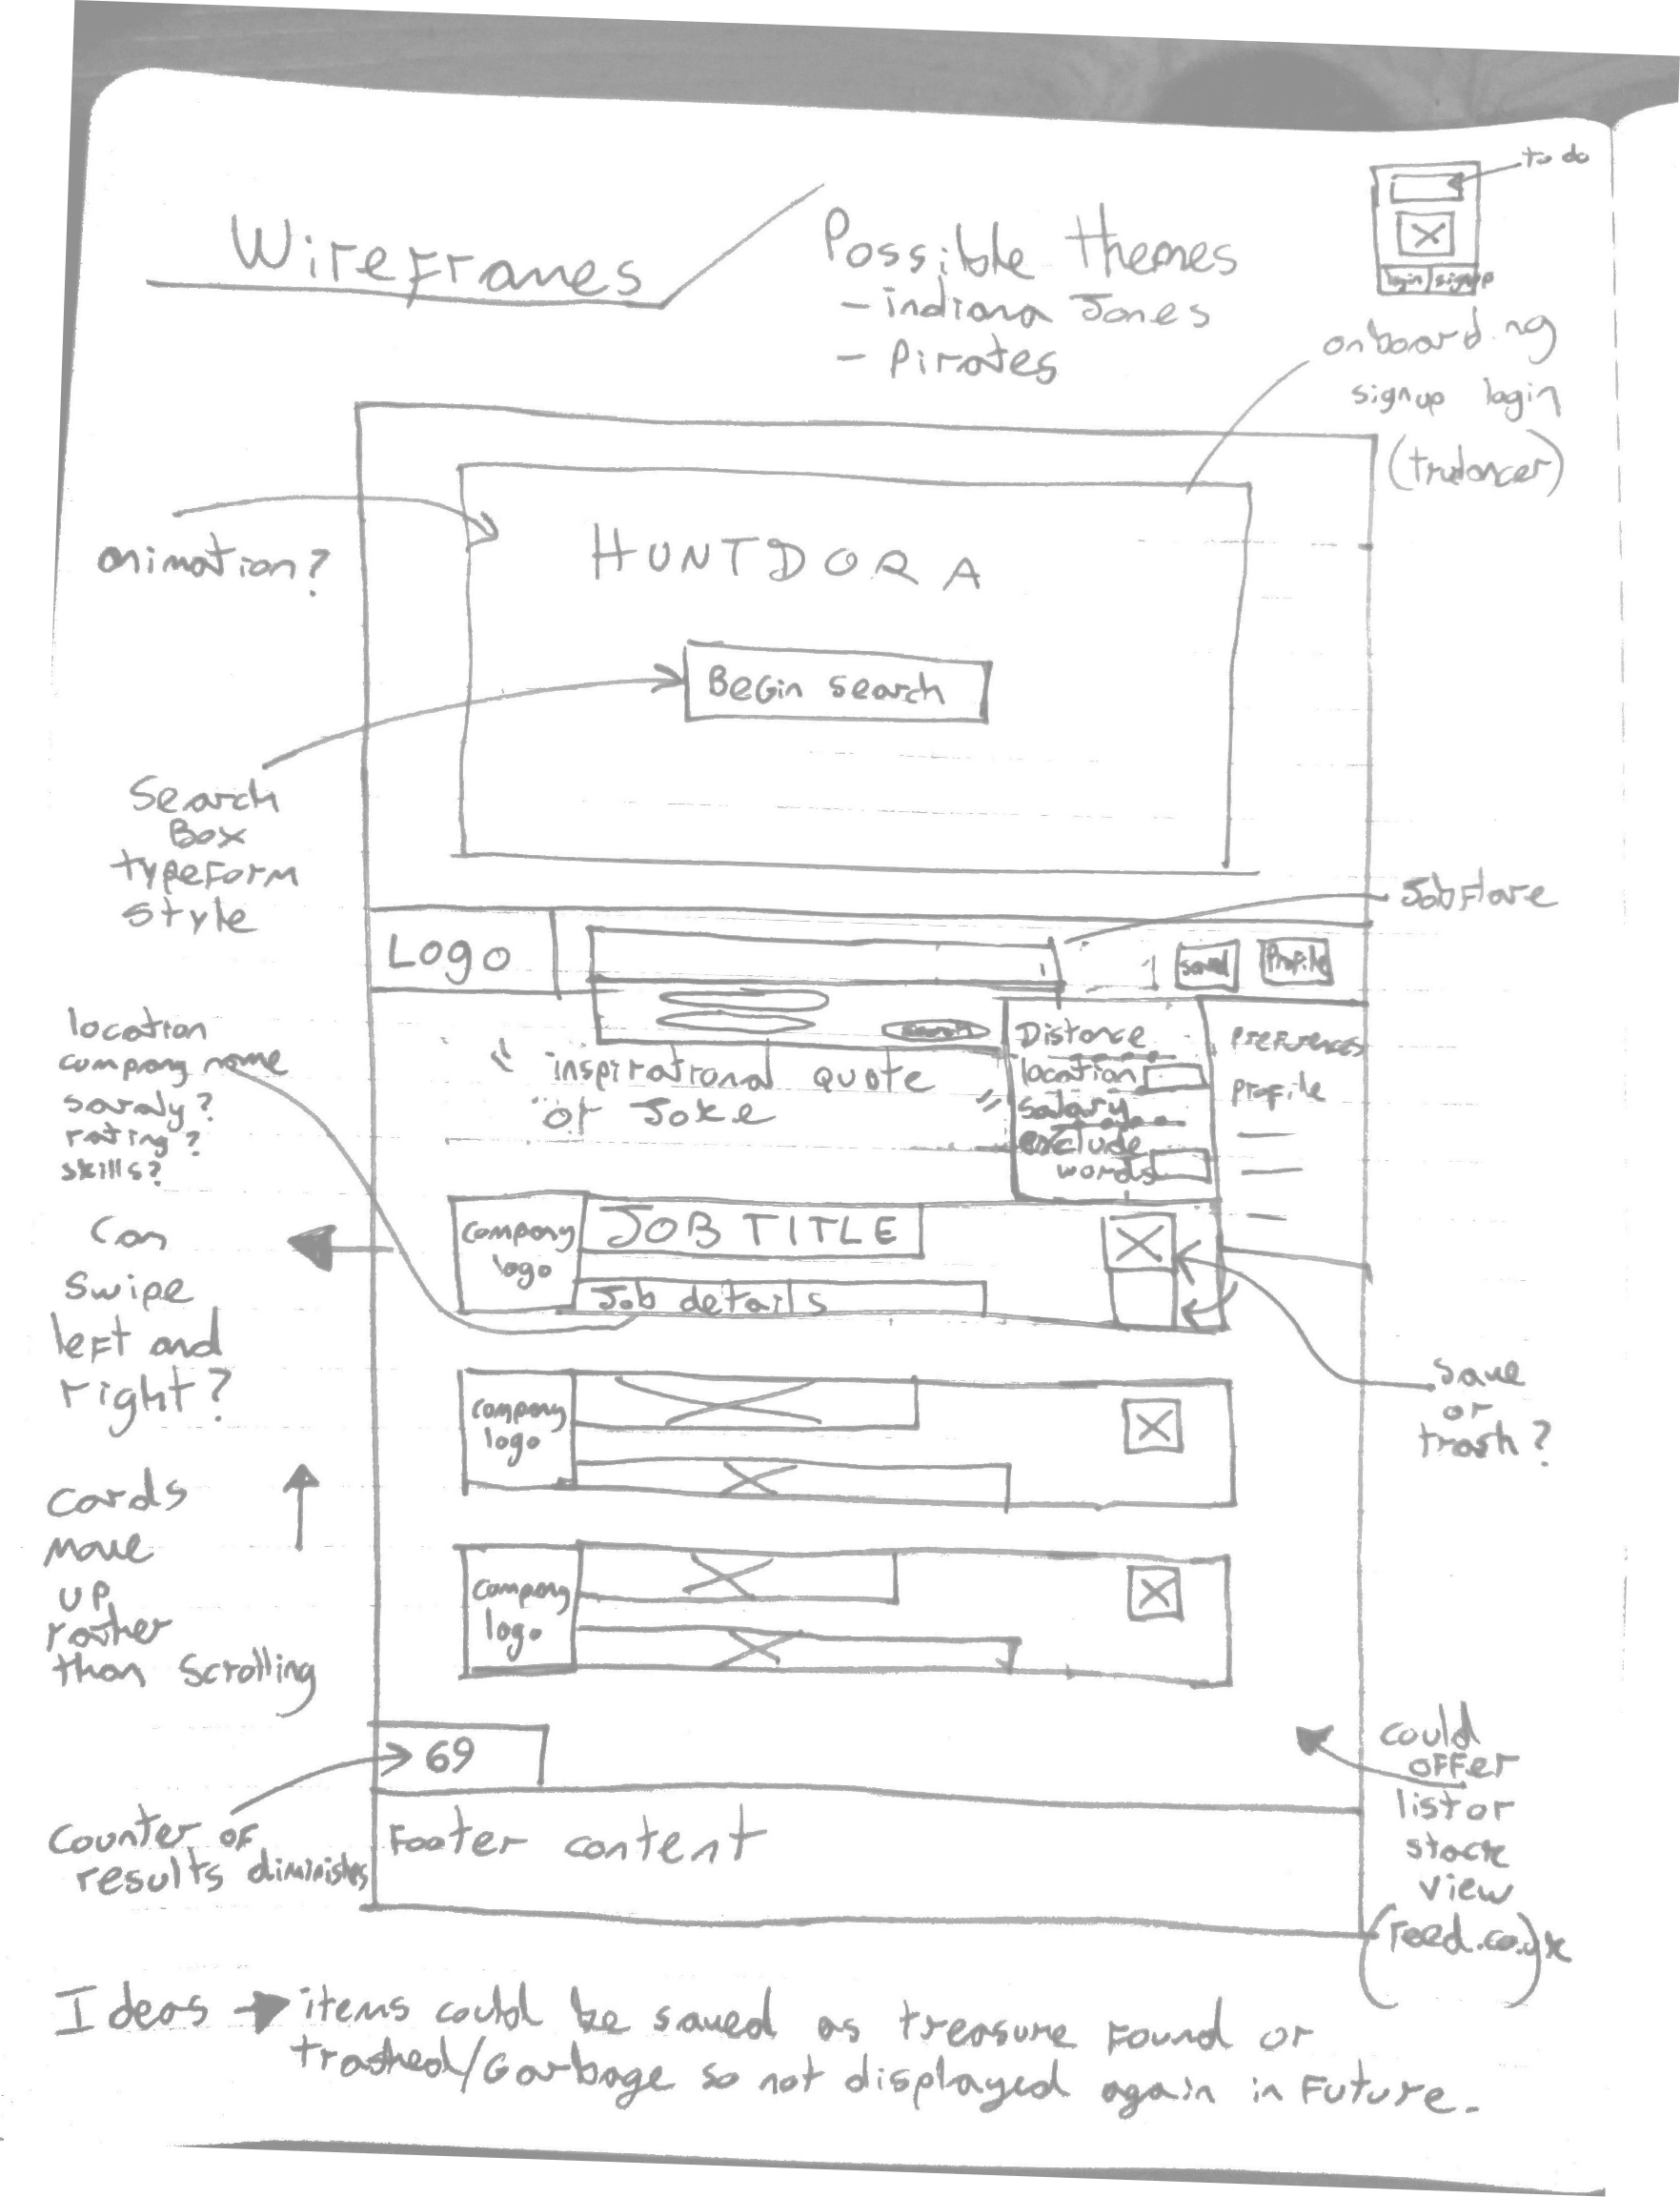 Wireframes
Possible themes
- indiana Jones
- Pirates
to do
login signup
onboarding
signup login
animation?
HUNTDORA
Begin search
Search
Box
typeform
style
Jobflare
Logo
saved
Profile
search
Distance
location
salary
exclude
words
preferences
profile
" inspirational quote
or Joke "
location
company name
saraly?
rating?
skills?
company
logo
JOB TITLE
Job details
Can
swipe
left and
right?
save
or
trash?
company
logo
cards
move
up
rather
than scrolling
company
logo
69
could
offer
list or
stack
view
(reed.co.uk)
counter of
results diminishes
Footer content
Ideas → items could be saved as treasure found or
trashed/Garbage so not displayed again in future.